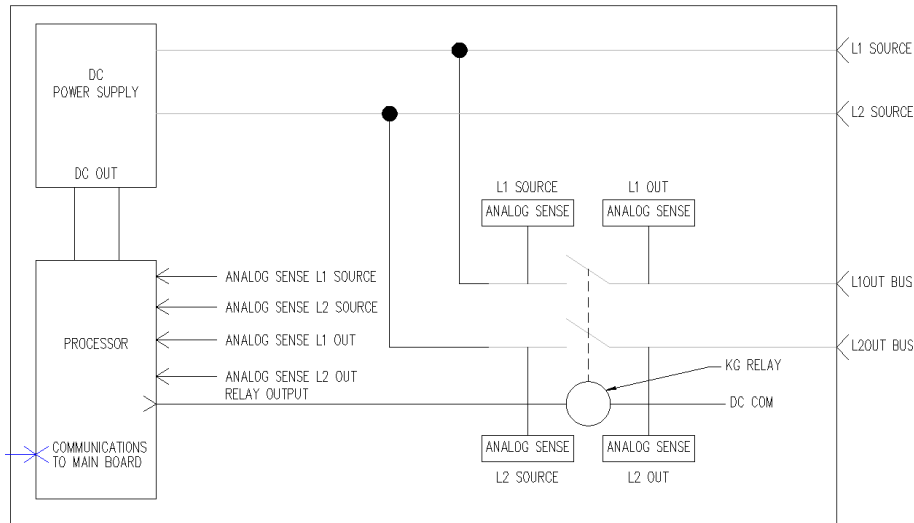 DC
POWER SUPPLY
DC OUT
L1 SOURCE
L2 SOURCE
L1 SOURCE
ANALOG SENSE
L1 OUT
ANALOG SENSE
PROCESSOR
ANALOG SENSE L1 SOURCE
ANALOG SENSE L2 SOURCE
ANALOG SENSE L1 OUT
ANALOG SENSE L2 OUT
RELAY OUTPUT
COMMUNICATIONS
TO MAIN BOARD
L1OUT BUS
L2OUT BUS
KG RELAY
DC COM
ANALOG SENSE
L2 SOURCE
ANALOG SENSE
L2 OUT